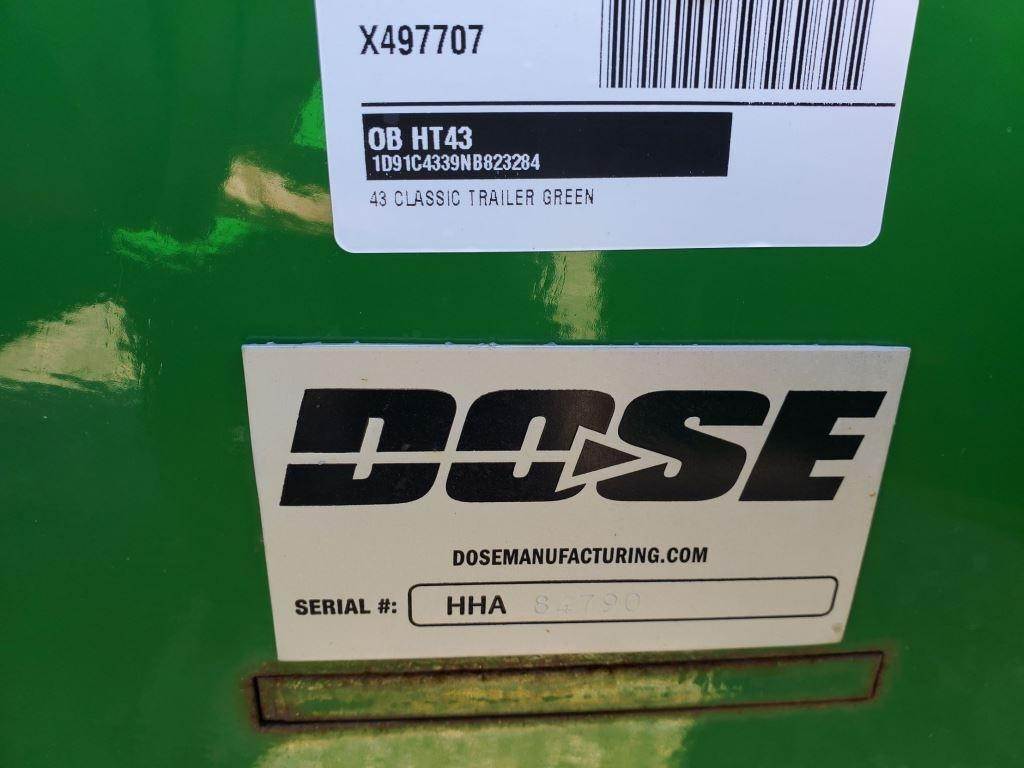 X497707
OB HT43
1D91C4339NB823284
43 CLASSIC TRAILER GREEN
DOSE
DOSEMANUFACTURING.COM
SERIAL #: HHA 84790